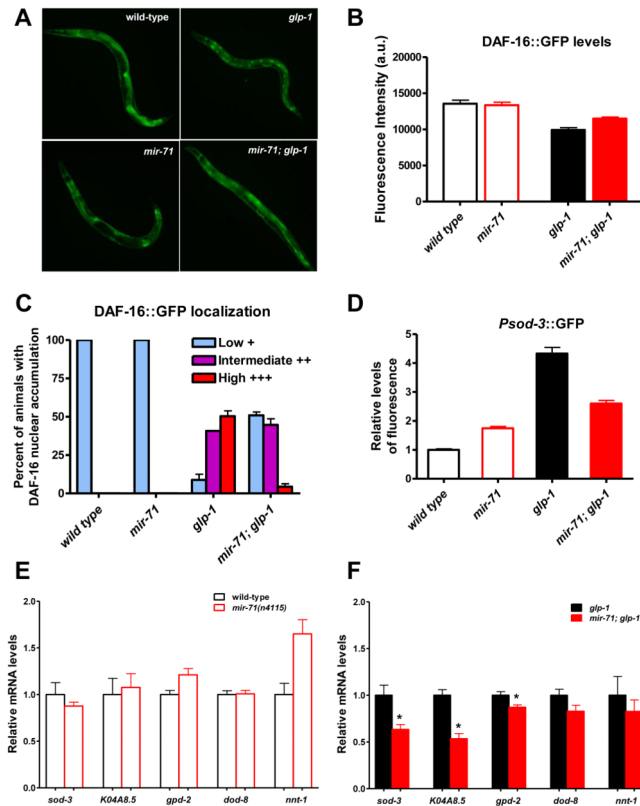 A
wild-type
glp-1
mir-71
mir-71; glp-1
B
DAF-16::GFP levels
Fluorescence Intensity (a.u.)
20000
15000
10000
5000
0
wild type
mir-71
glp-1
mir-71; glp-1
C
DAF-16::GFP localization
Percent of animals with
DAF-16 nuclear accumulation
100
50
0
Low +
Intermediate ++
High +++
wild type
mir-71
glp-1
mir-71; glp-1
D
Psod-3::GFP
Relative levels
of fluorescence
5
4
3
2
1
0
wild type
mir-71
glp-1
mir-71; glp-1
E
Relative mRNA levels
2.0
1.5
1.0
0.5
0.0
wild-type
mir-71(n4115)
sod-3
K04A8.5
gpd-2
dod-8
nnt-1
F
Relative mRNA levels
2.0
1.5
1.0
0.5
0.0
glp-1
mir-71; glp-1
*
*
*
sod-3
K04A8.5
gpd-2
dod-8
nnt-1